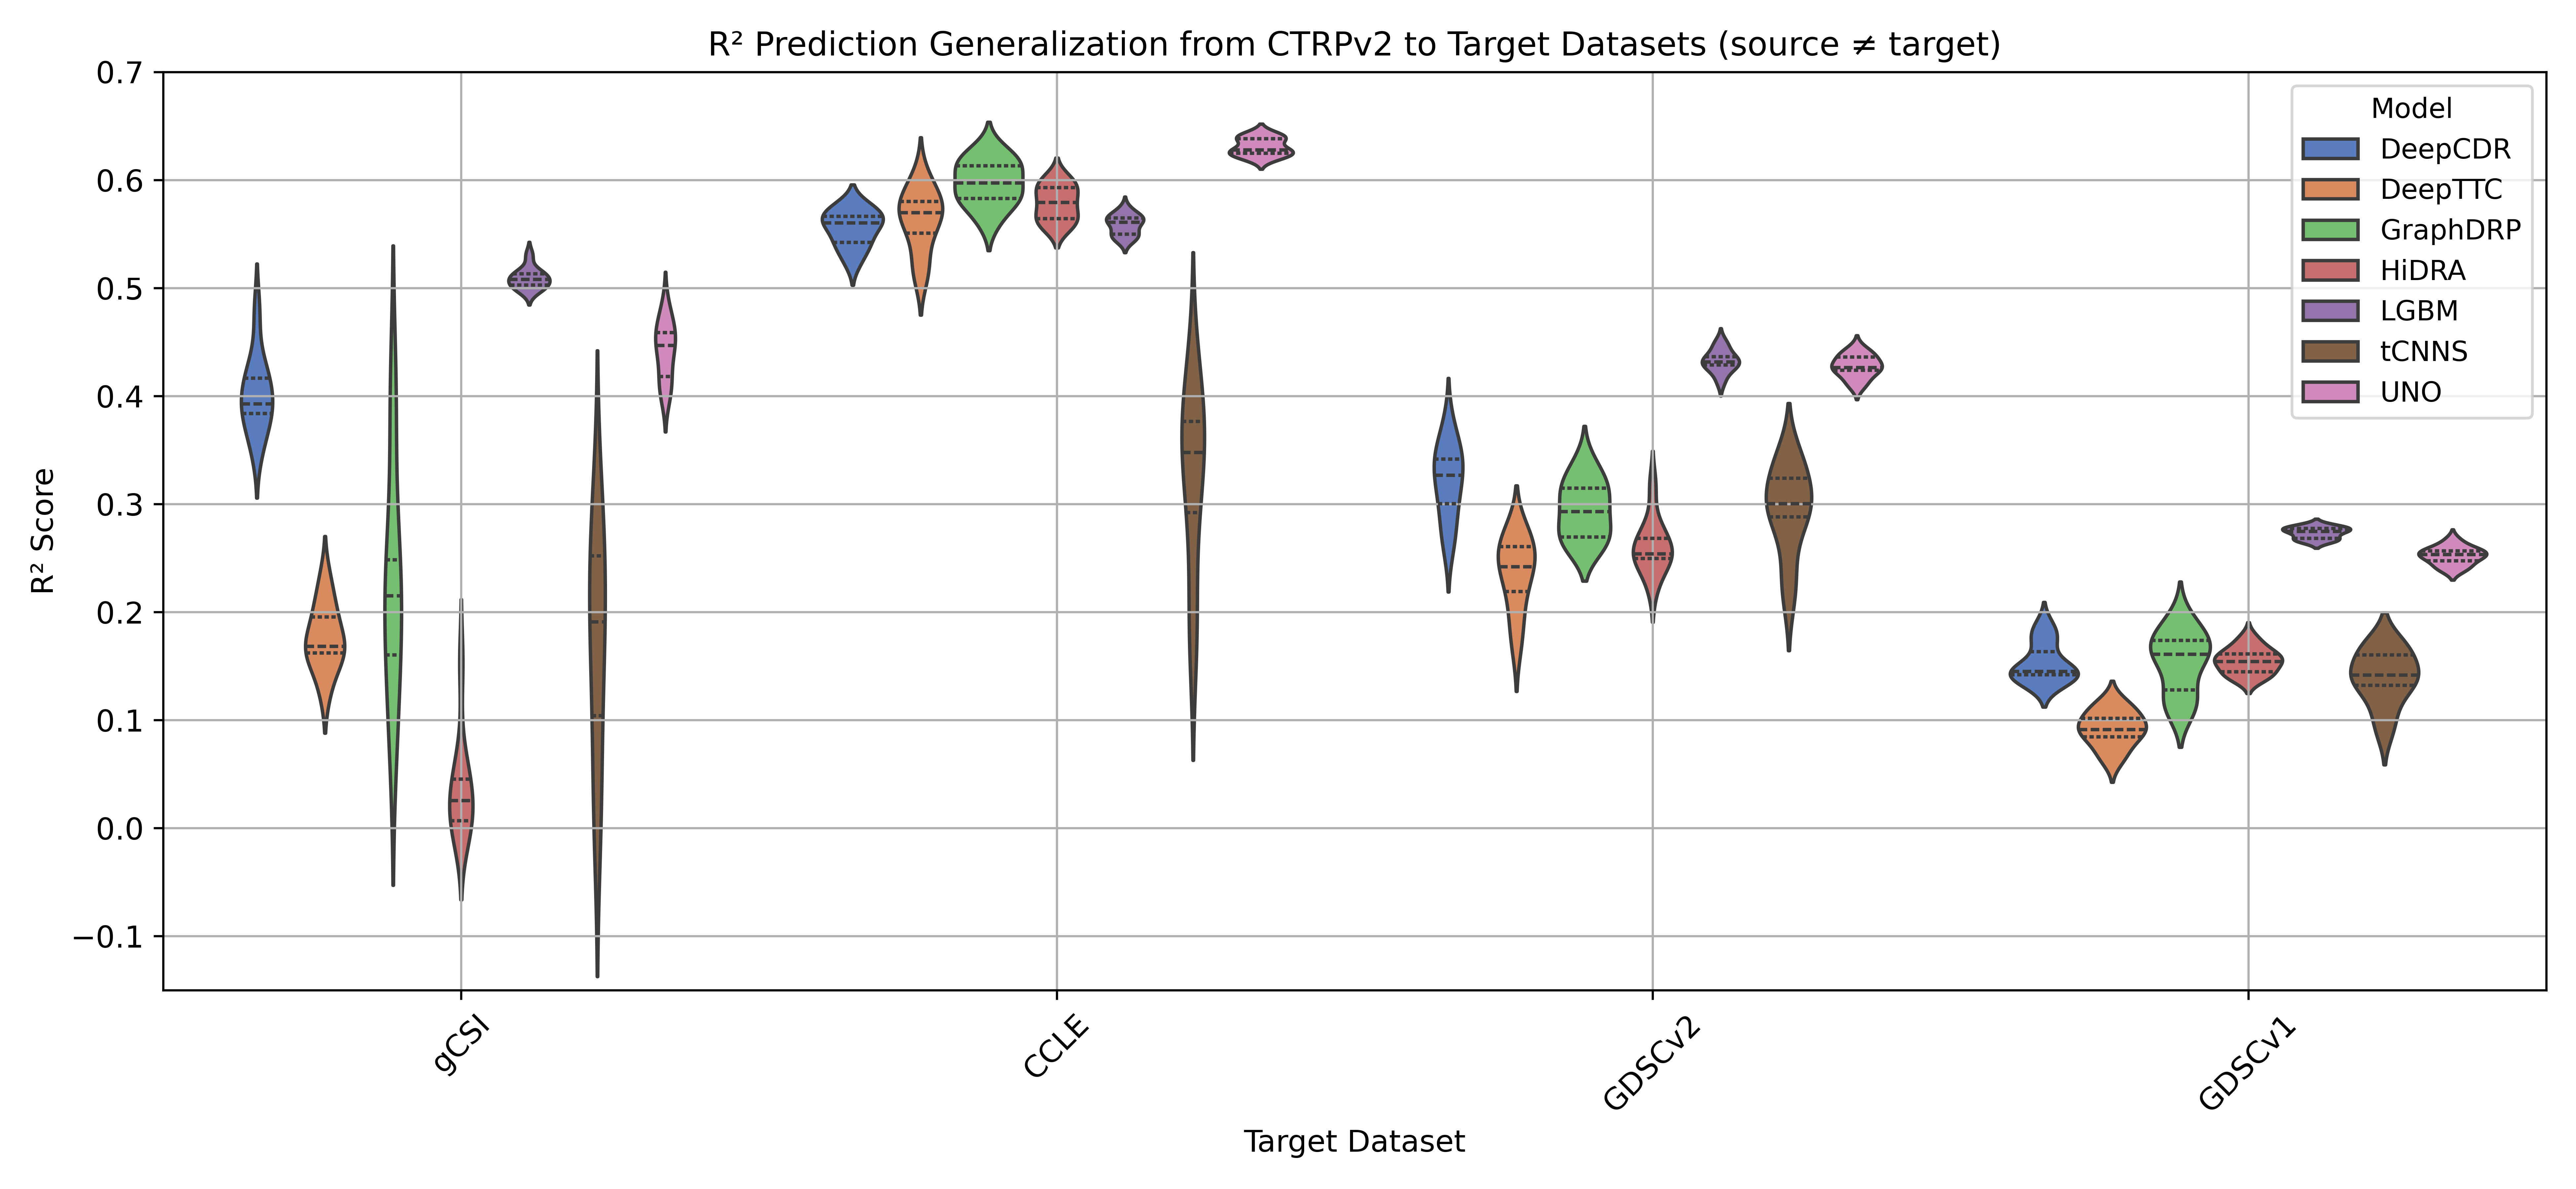 R² Prediction Generalization from CTRPv2 to Target Datasets (source ≠ target)
0.7
0.6
0.5
0.4
0.3
0.2
0.1
0.0
−0.1
R² Score
Model
DeepCDR
DeepTTC
GraphDRP
HiDRA
LGBM
tCNNS
UNO
gCSI
CCLE
GDSCv2
GDSCv1
Target Dataset